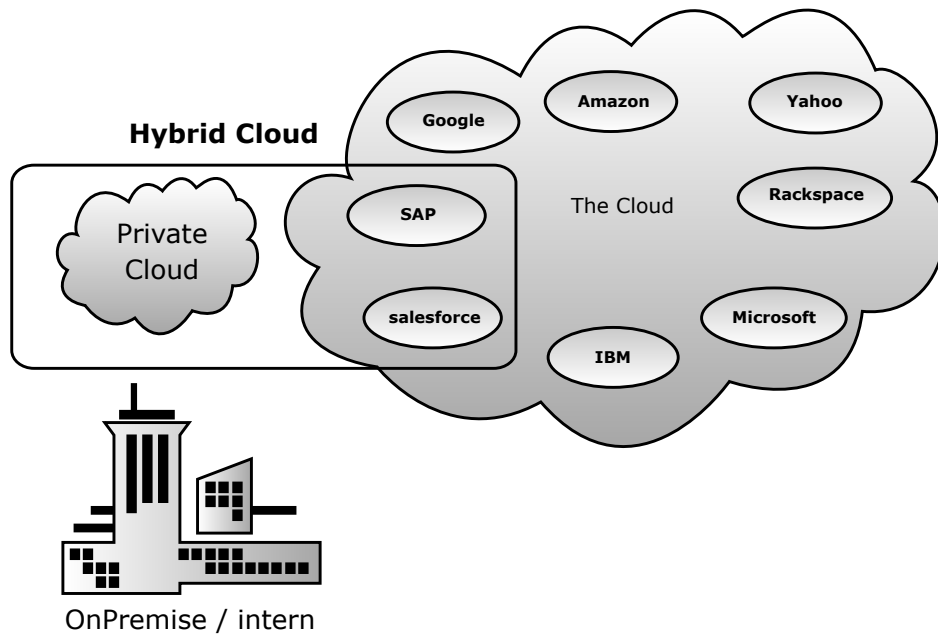 Amazon
Yahoo
Google
Hybrid Cloud
Rackspace
SAP
The Cloud
Private
Cloud
salesforce
Microsoft
IBM
OnPremise / intern